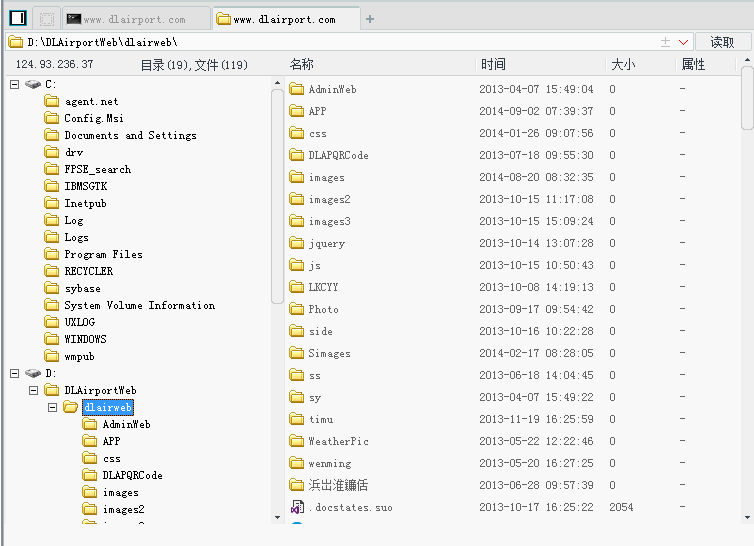 www.dlairport.com
www.dlairport.com
D:\DLAirportWeb\dlairweb\
读取
124.93.236.37 目录(19),文件(119)
名称 时间 大小 属性
C:
agent.net
Config.Msi
Documents and Settings
drv
FPSE_search
IBMSGTK
Inetpub
Log
Logs
Program Files
RECYCLER
sybase
System Volume Information
UXLOG
WINDOWS
wmpub
D:
DLAirportWeb
dlairweb
AdminWeb
APP
css
DLAPQRCode
images
images2
AdminWeb 2013-04-07 15:49:04 0 -
APP 2014-09-02 07:39:37 0 -
css 2014-01-26 09:07:56 0 -
DLAPQRCode 2013-07-18 09:55:30 0 -
images 2014-08-20 08:32:35 0 -
images2 2013-10-15 11:17:08 0 -
images3 2013-10-15 15:09:24 0 -
jquery 2013-10-14 13:07:28 0 -
js 2013-10-15 10:50:43 0 -
LKCYY 2013-10-08 14:19:13 0 -
Photo 2013-09-17 09:54:42 0 -
side 2013-10-16 10:22:28 0 -
Simages 2014-02-17 08:28:05 0 -
ss 2013-06-18 14:04:45 0 -
sy 2013-04-07 15:49:22 0 -
timu 2013-11-19 16:25:59 0 -
WeatherPic 2013-05-22 12:22:46 0 -
wenming 2013-05-20 16:27:25 0 -
2013-06-28 09:57:39 0 -
.docstates.suo 2013-10-17 16:25:22 2054 -